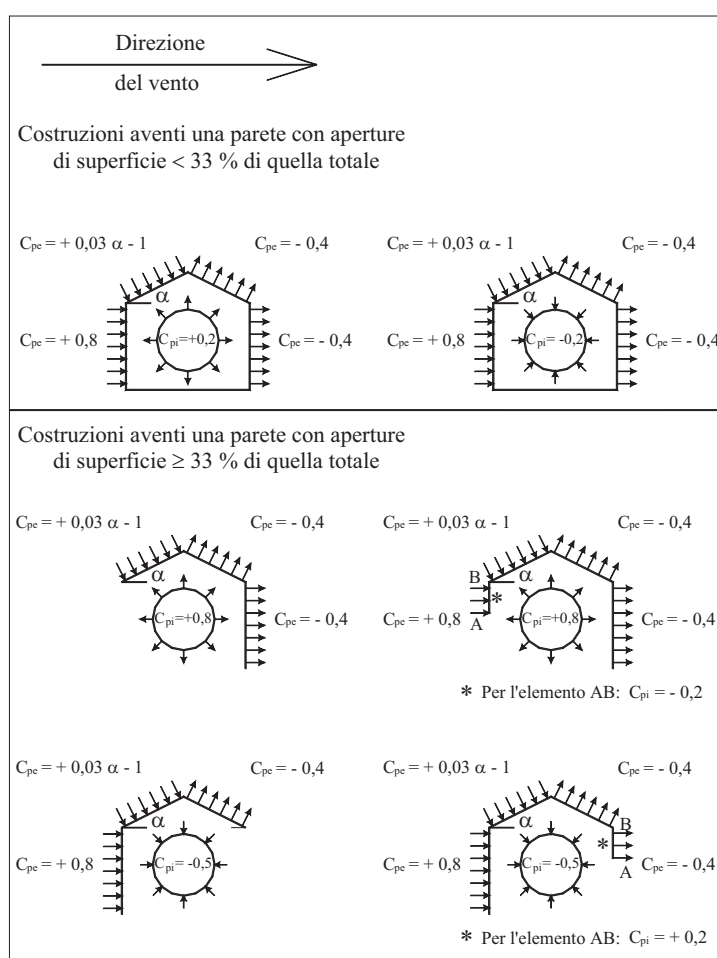 Direzione
del vento
Costruzioni aventi una parete con aperture
di superficie < 33 % di quella totale
Cpe = + 0,03 α - 1
Cpe = - 0,4
α
Cpe = + 0,8
Cpi=+0,2
Cpe = - 0,4
Cpe = + 0,03 α - 1
Cpe = - 0,4
α
Cpe = + 0,8
Cpi= -0,2
Cpe = - 0,4
Costruzioni aventi una parete con aperture
di superficie ≥ 33 % di quella totale
Cpe = + 0,03 α - 1
Cpe = - 0,4
α
Cpi=+0,8
Cpe = - 0,4
Cpe = + 0,03 α - 1
Cpe = - 0,4
B
α
*
Cpe = + 0,8
A
Cpi=+0,8
Cpe = - 0,4
* Per l'elemento AB: Cpi = - 0,2
Cpe = + 0,03 α - 1
Cpe = - 0,4
α
Cpe = + 0,8
Cpi= -0,5
Cpe = + 0,03 α - 1
Cpe = - 0,4
α
B
*
Cpe = + 0,8
Cpi= -0,5
A
Cpe = - 0,4
* Per l'elemento AB: Cpi = + 0,2